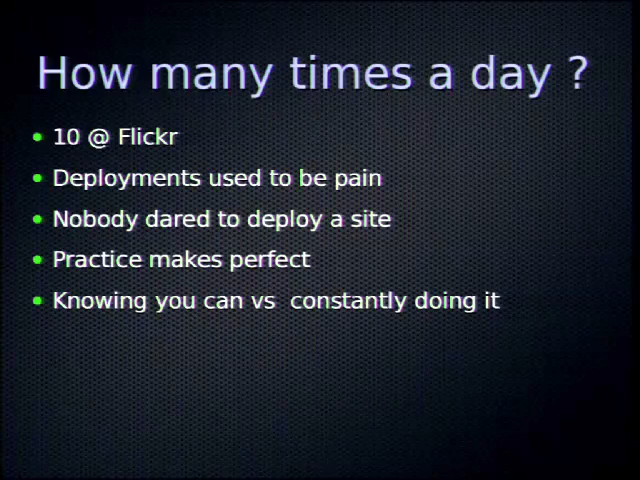 How many times a day ?
10 @ Flickr
Deployments used to be pain
Nobody dared to deploy a site
Practice makes perfect
Knowing you can vs  constantly doing it